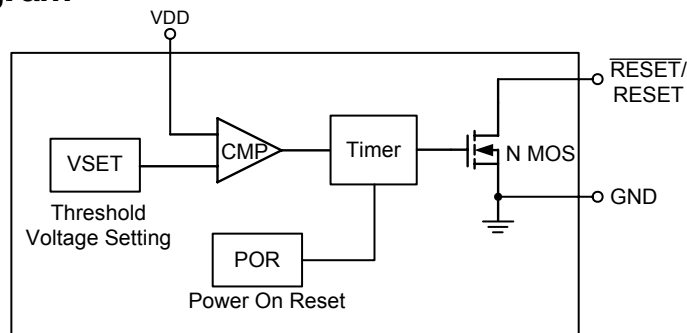 VDD
RESET/
RESET
VSET
CMP
Timer
N MOS
GND
Threshold
Voltage Setting
POR
Power On Reset